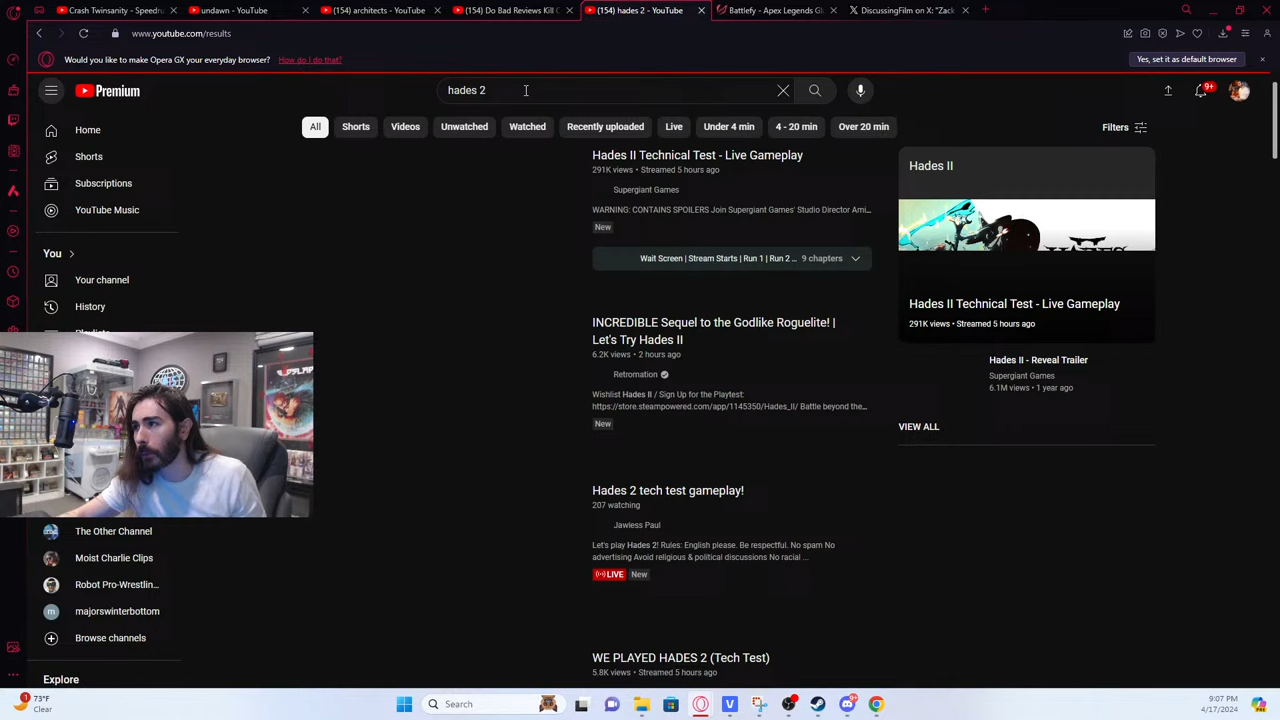 Crash Twinsanity - Speedru
undawn - YouTube
(154) architects - YouTube
(154) Do Bad Reviews Kill C
(154) hades 2 - YouTube
Battlefy - Apex Legends Gl
DiscussingFilm on X: "Zack
www.youtube.com/results
Would you like to make Opera GX your everyday browser? How do I do that?
Yes, set it as default browser
Premium
hades 2
9+
All
Shorts
Videos
Unwatched
Watched
Recently uploaded
Live
Under 4 min
4 - 20 min
Over 20 min
Filters
Home
Shorts
Subscriptions
YouTube Music
You
Your channel
History
The Other Channel
Moist Charlie Clips
Robot Pro-Wrestlin...
majorswinterbottom
Browse channels
Explore
Hades II Technical Test - Live Gameplay
291K views • Streamed 5 hours ago
Supergiant Games
WARNING: CONTAINS SPOILERS Join Supergiant Games' Studio Director Ami...
New
Wait Screen | Stream Starts | Run 1 | Run 2 ... 9 chapters
INCREDIBLE Sequel to the Godlike Roguelite! |
Let's Try Hades II
6.2K views • 2 hours ago
Retromation
Wishlist Hades II / Sign Up for the Playtest:
https://store.steampowered.com/app/1145350/Hades_II/ Battle beyond the...
New
Hades 2 tech test gameplay!
207 watching
Jawless Paul
Let's play Hades 2! Rules: English please. Be respectful. No spam No
advertising Avoid religious & political discussions No racial ...
LIVE New
WE PLAYED HADES 2 (Tech Test)
5.8K views • Streamed 5 hours ago
Hades II
Hades II Technical Test - Live Gameplay
291K views • Streamed 5 hours ago
Hades II - Reveal Trailer
Supergiant Games
6.1M views • 1 year ago
VIEW ALL
1
73°F
Clear
Search
9+
9:07 PM
4/17/2024